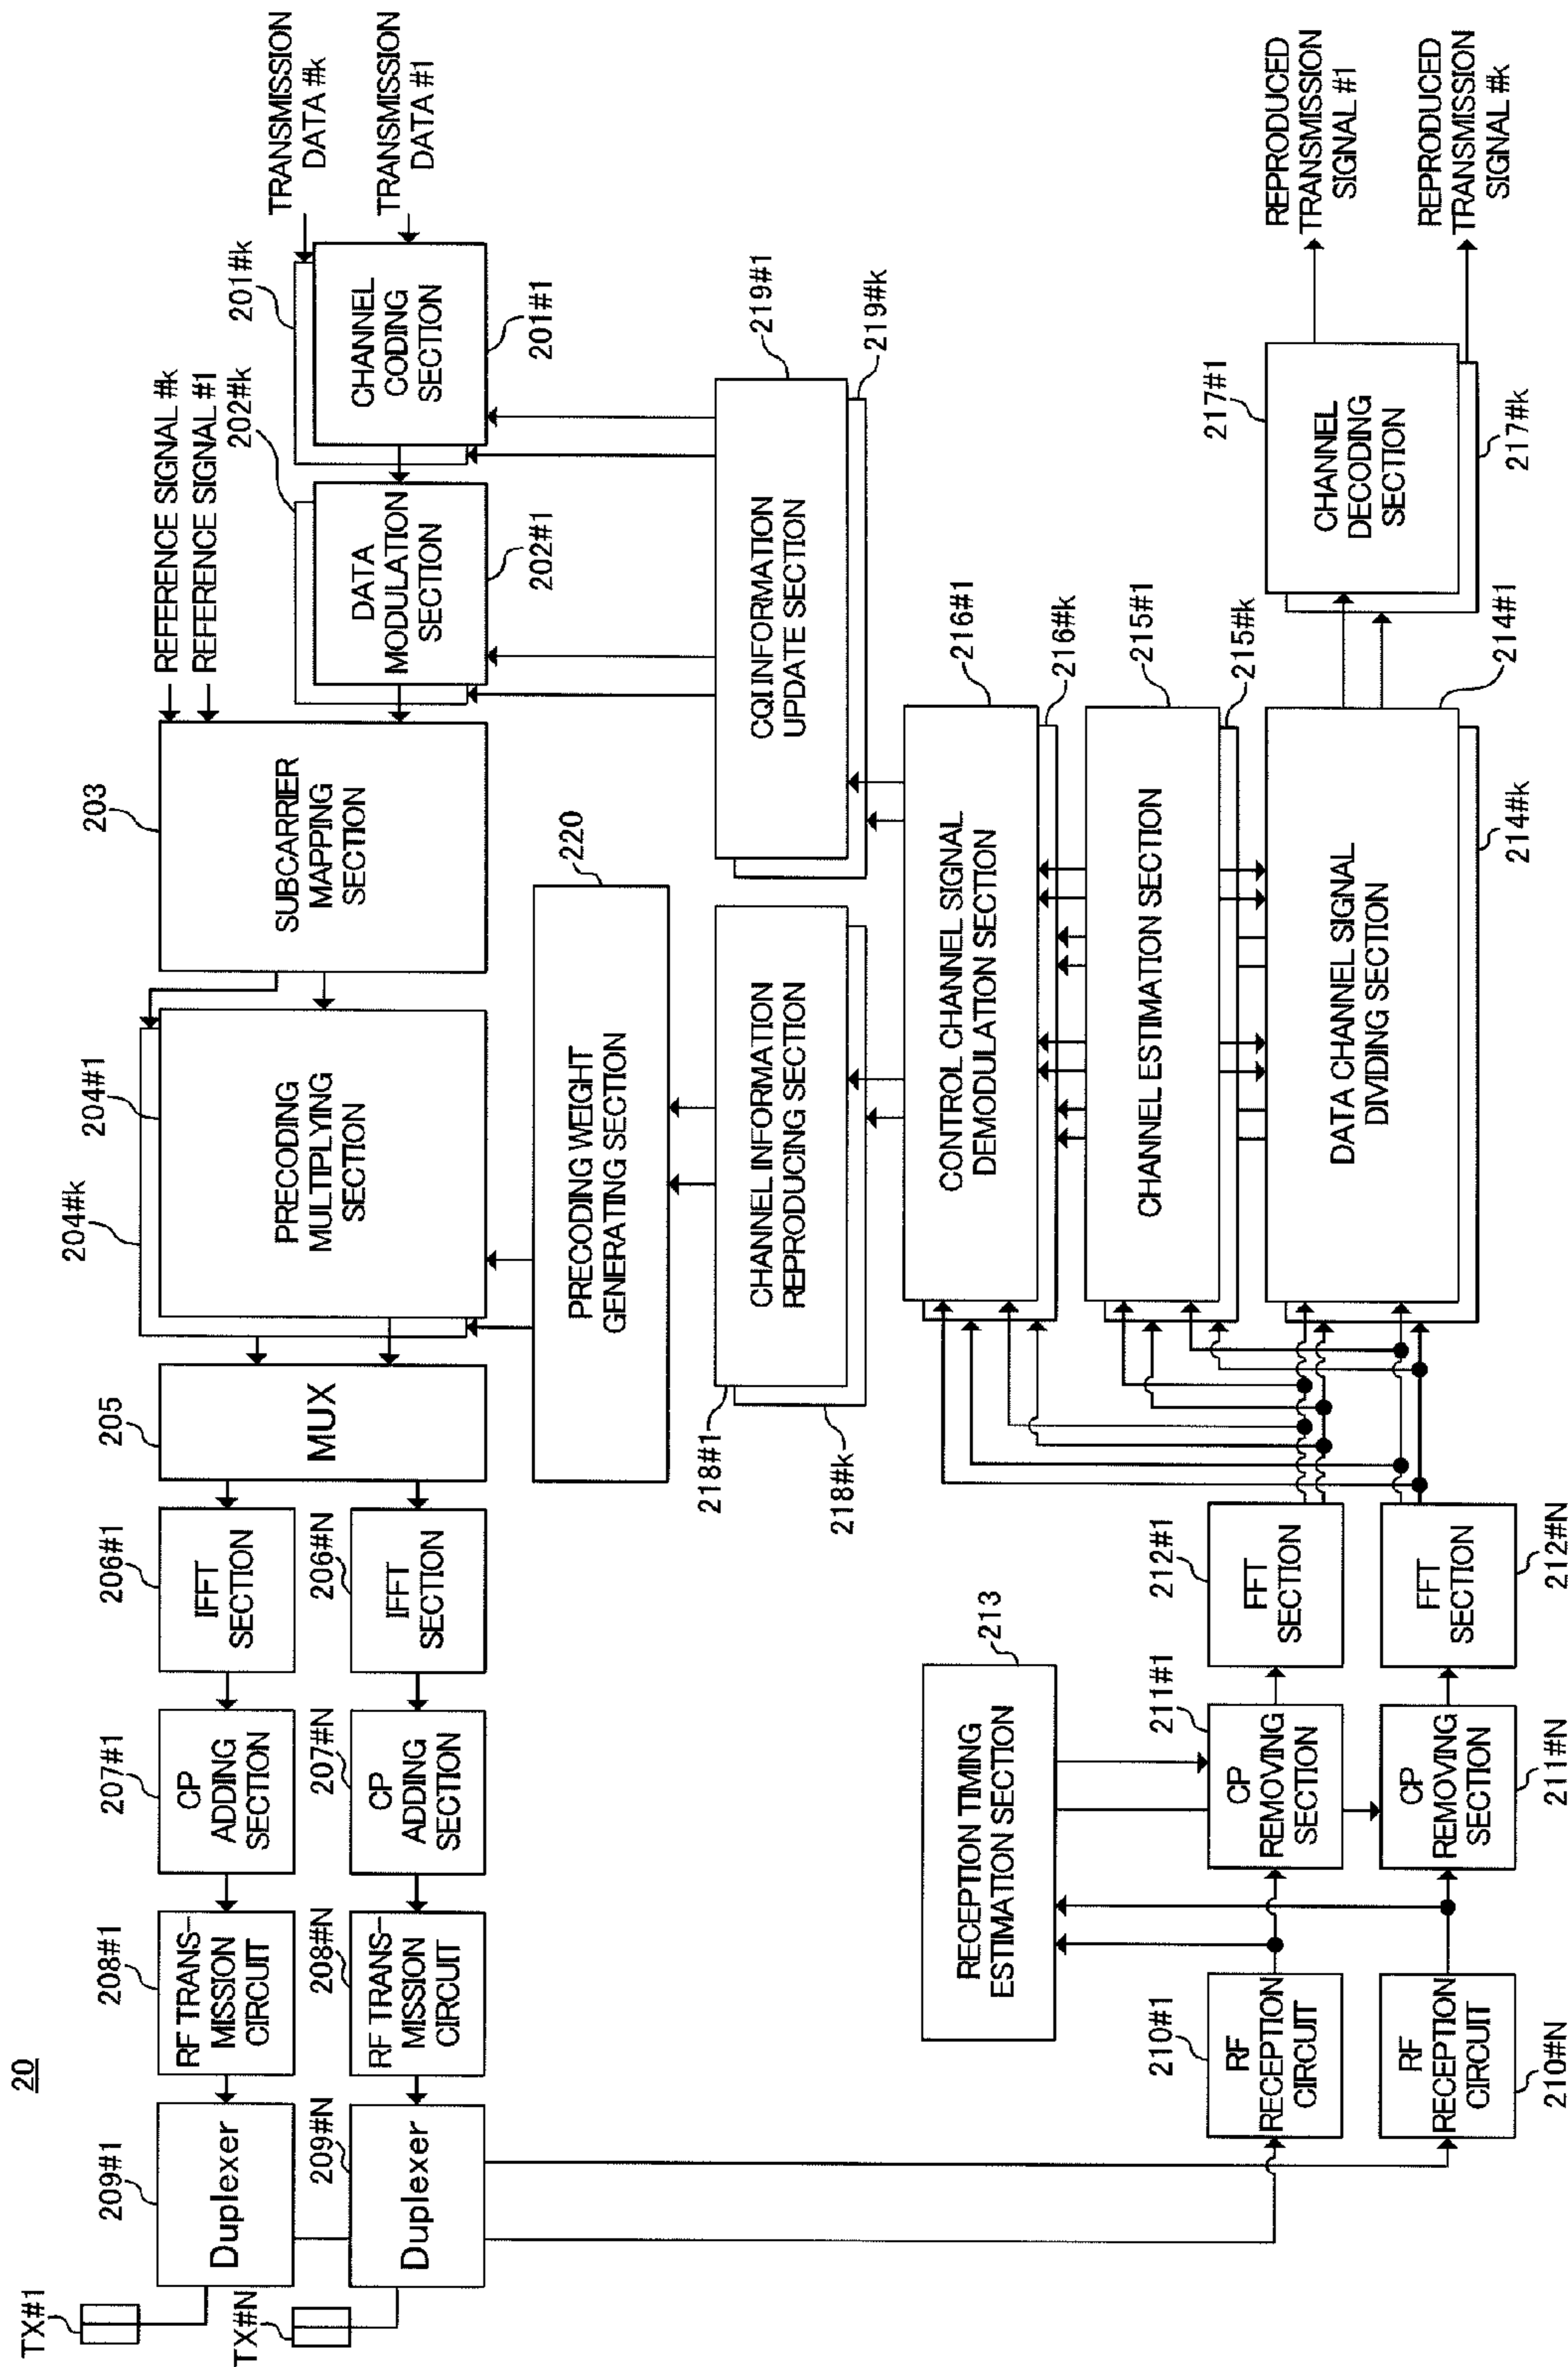 20
TX#1
TX#N
209#1
Duplexer
209#N
Duplexer
208#1
RF TRANS-
MISSION
CIRCUIT
208#N
RF TRANS-
MISSION
CIRCUIT
207#1
CP
ADDING
SECTION
207#N
CP
ADDING
SECTION
206#1
IFFT
SECTION
206#N
IFFT
SECTION
205
MUX
204#k
204#1
PRECODING
MULTIPLYING
SECTION
203
SUBCARRIER
MAPPING
SECTION
REFERENCE SIGNAL #k
REFERENCE SIGNAL #1
202#k
DATA
MODULATION
SECTION
202#1
201#k
CHANNEL
CODING
SECTION
201#1
TRANSMISSION
DATA #k
TRANSMISSION
DATA #1
220
PRECODING WEIGHT
GENERATING SECTION
218#1
CHANNEL INFORMATION
REPRODUCING SECTION
218#k
219#1
CQI INFORMATION
UPDATE SECTION
219#k
213
RECEPTION TIMING
ESTIMATION SECTION
216#1
CONTROL CHANNEL SIGNAL
DEMODULATION SECTION
216#k
215#1
CHANNEL ESTIMATION SECTION
215#k
210#1
RF
RECEPTION
CIRCUIT
210#N
RF
RECEPTION
CIRCUIT
211#1
CP
REMOVING
SECTION
211#N
CP
REMOVING
SECTION
212#1
FFT
SECTION
212#N
FFT
SECTION
214#1
DATA CHANNEL SIGNAL
DIVIDING SECTION
214#k
217#1
CHANNEL
DECODING
SECTION
217#k
REPRODUCED
TRANSMISSION
SIGNAL #1
REPRODUCED
TRANSMISSION
SIGNAL #k